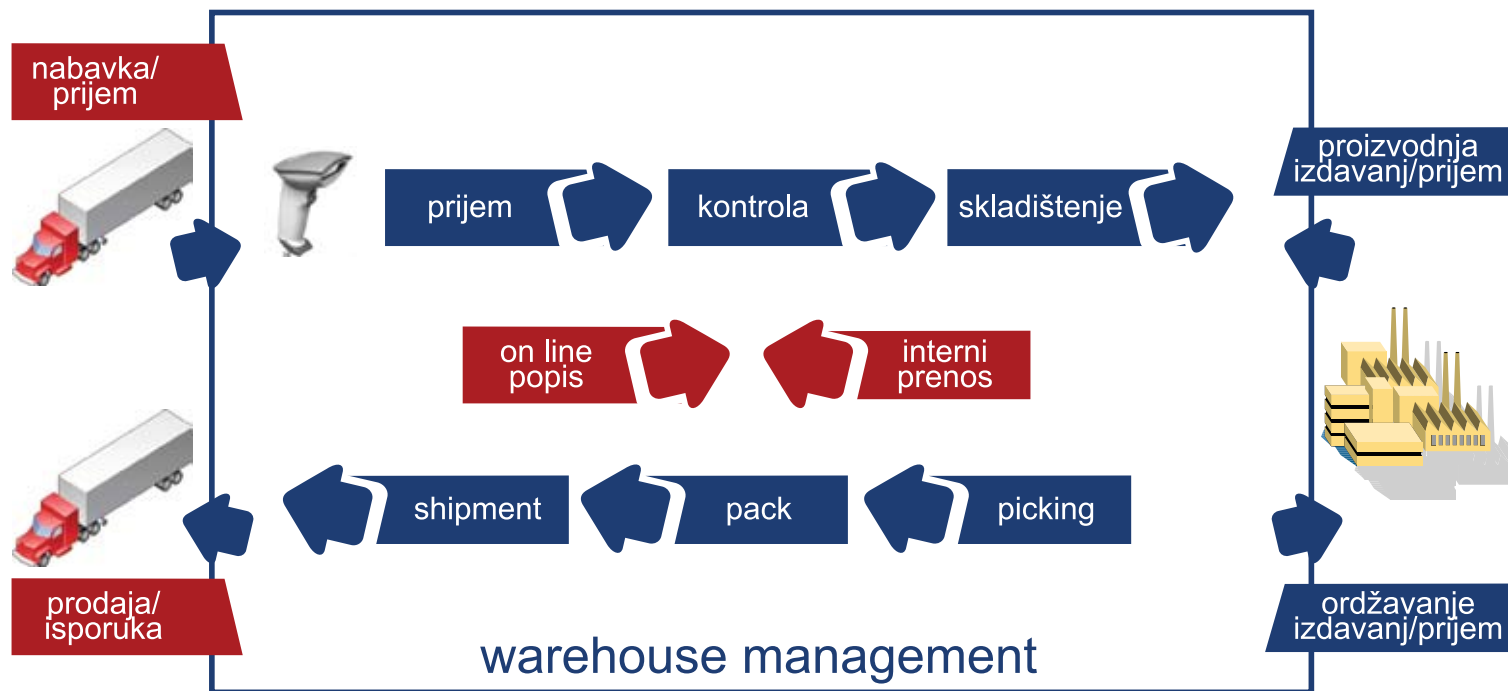 nabavka/
prijem
prijem
kontrola
skladištenje
proizvodnja
izdavanj/prijem
on line
popis
interni
prenos
shipment
pack
picking
prodaja/
isporuka
ordžavanje
izdavanj/prijem
warehouse management